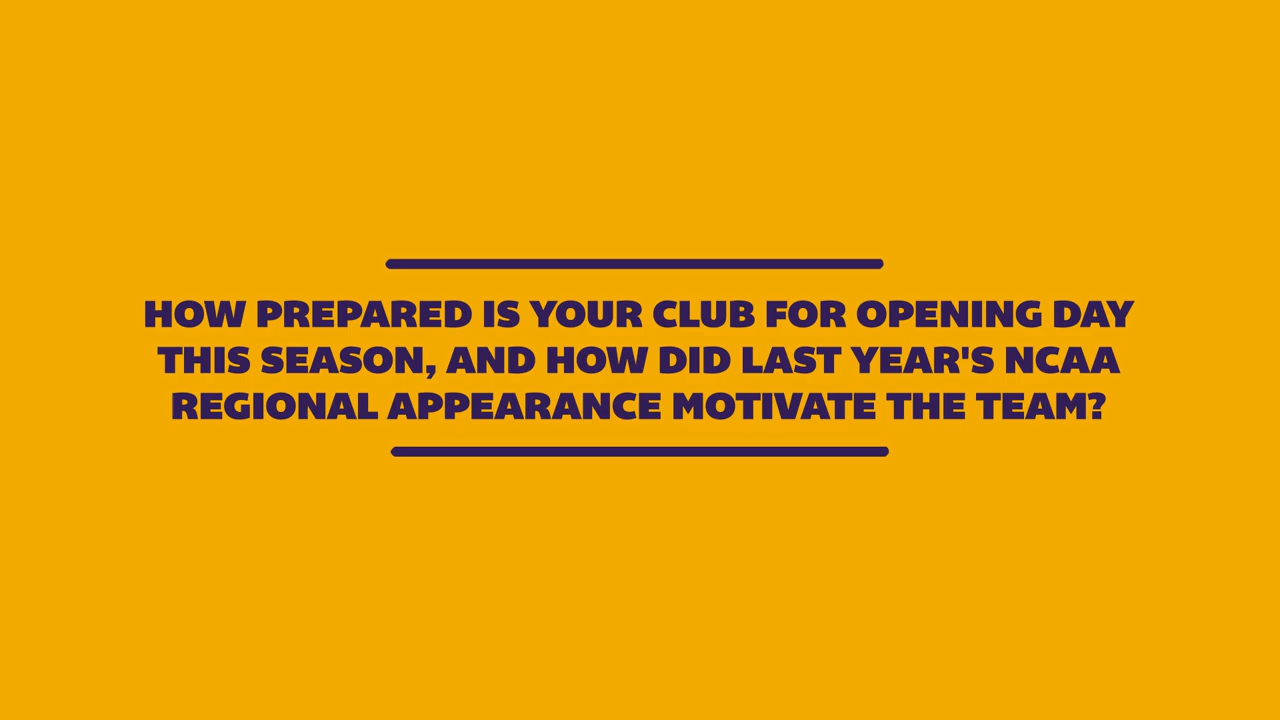 HOW PREPARED IS YOUR CLUB FOR OPENING DAY
THIS SEASON, AND HOW DID LAST YEAR'S NCAA
REGIONAL APPEARANCE MOTIVATE THE TEAM?